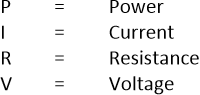 P = Power
I = Current
R = Resistance
V = Voltage